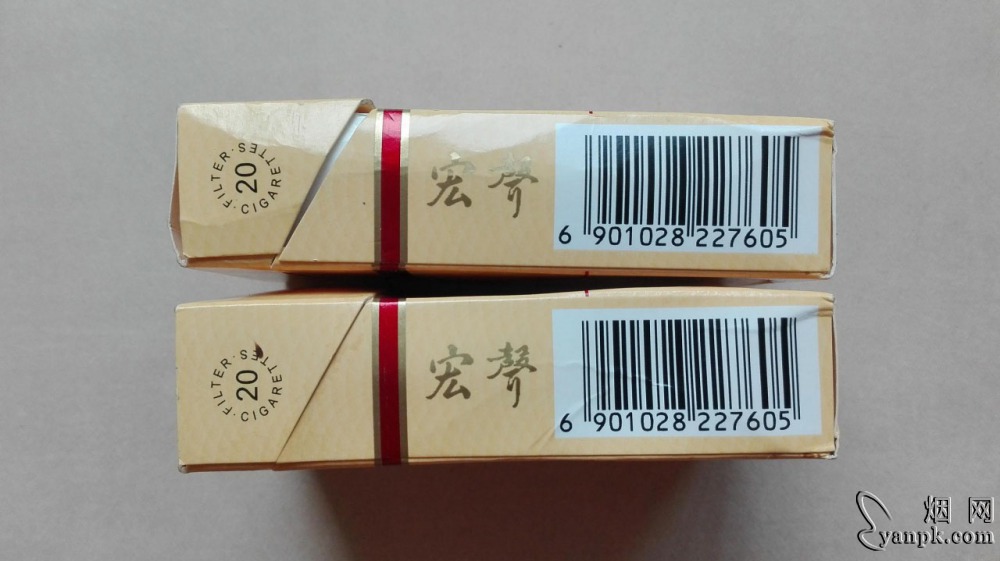 FILTER · CIGARETTES ·
20
宏聲
6 901028 227605
FILTER · CIGARETTES ·
20
宏聲
6 901028 227605
烟网
yanpk.com